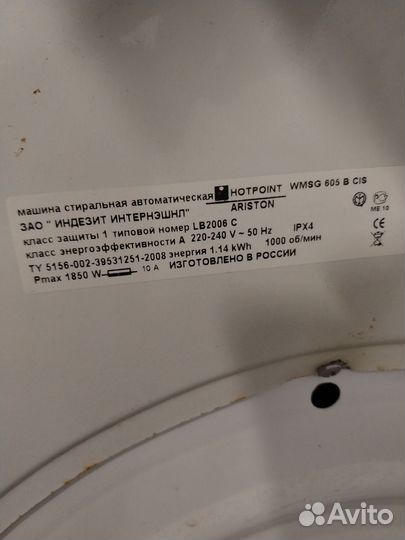 машина стиральная автоматическая HOTPOINT ARISTON WMSG 605 B CIS
ЗАО " ИНДЕЗИТ ИНТЕРНЭШНЛ"
класс защиты 1 типовой номер LB2006 C IPX4
класс энергоэффективности A 220-240 V ~ 50 Hz
TY 5156-002-39531251-2008 энергия 1.14 kWh 1000 об/мин
Pmax 1850 W 10 A ИЗГОТОВЛЕНО В РОССИИ
ME 10
Avito